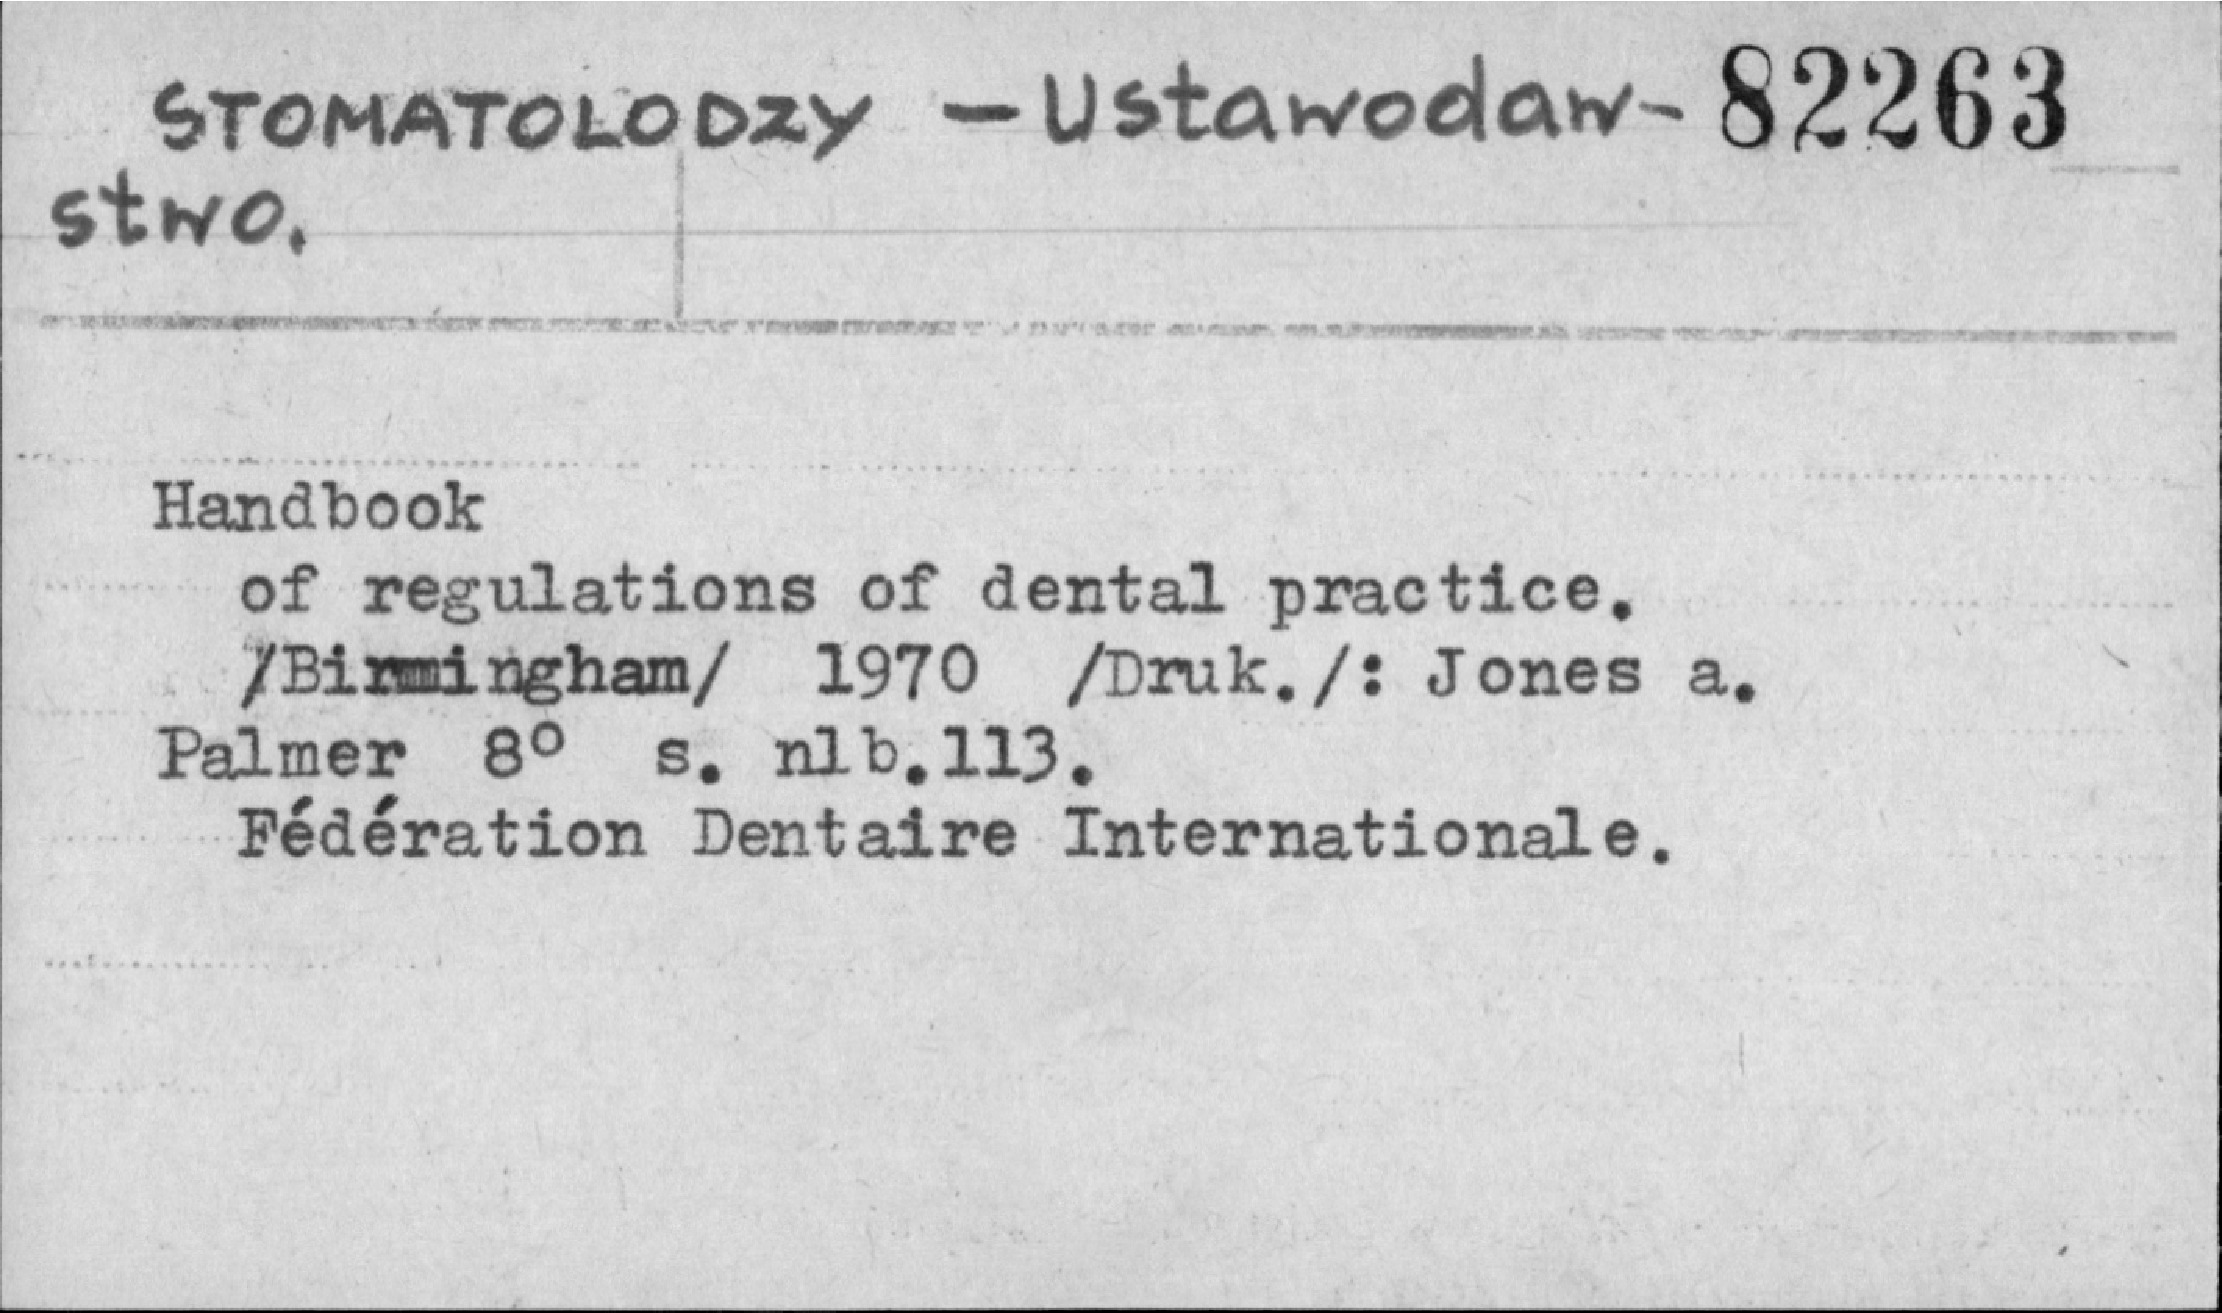 STOMATOLODZY – Ustawodaw- 82263
stwo.
Handbook
of regulations of dental practice.
/Birmingham/ 1970 /Druk./: Jones a.
Palmer 8° s. nlb.113.
Fédération Dentaire Internationale.